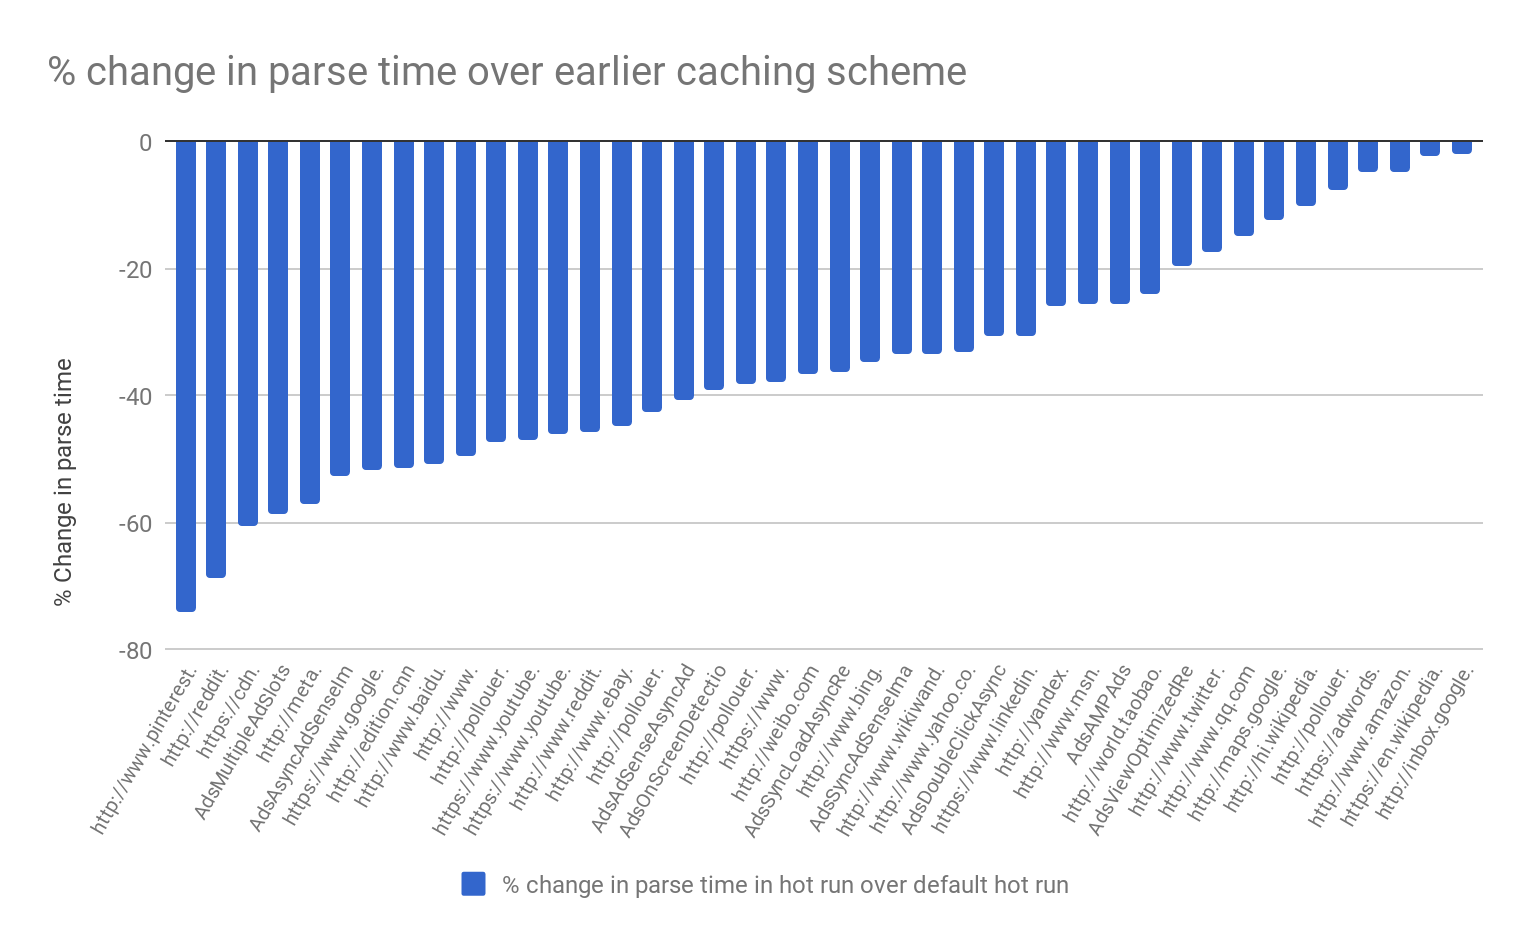 % change in parse time over earlier caching scheme
% Change in parse time
0
-20
-40
-60
-80
http://www.pinterest.
http://reddit.
https://cdn.
AdsMultipleAdSlots
http://meta.
AdsAsyncAdSenseIm
https://www.google.
http://edition.cnn
http://www.baidu.
http://www.
http://pollouer.
https://www.youtube.
https://www.youtube.
http://www.reddit.
http://www.ebay.
http://pollouer.
AdsAdSenseAsyncAd
AdsOnScreenDetectio
http://pollouer.
https://www.
http://weibo.com
AdsSyncLoadAsyncRe
http://www.bing.
AdsSyncAdSenseIma
http://www.wikiwand.
http://www.yahoo.co.
AdsDoubleClickAsync
https://www.linkedin.
http://yandex.
http://www.msn.
AdsAMPAds
http://world.taobao.
AdsViewOptimizedRe
http://www.twitter.
http://www.qq.com
http://maps.google.
http://hi.wikipedia.
http://pollouer.
https://adwords.
http://www.amazon.
https://en.wikipedia.
http://inbox.google.
% change in parse time in hot run over default hot run